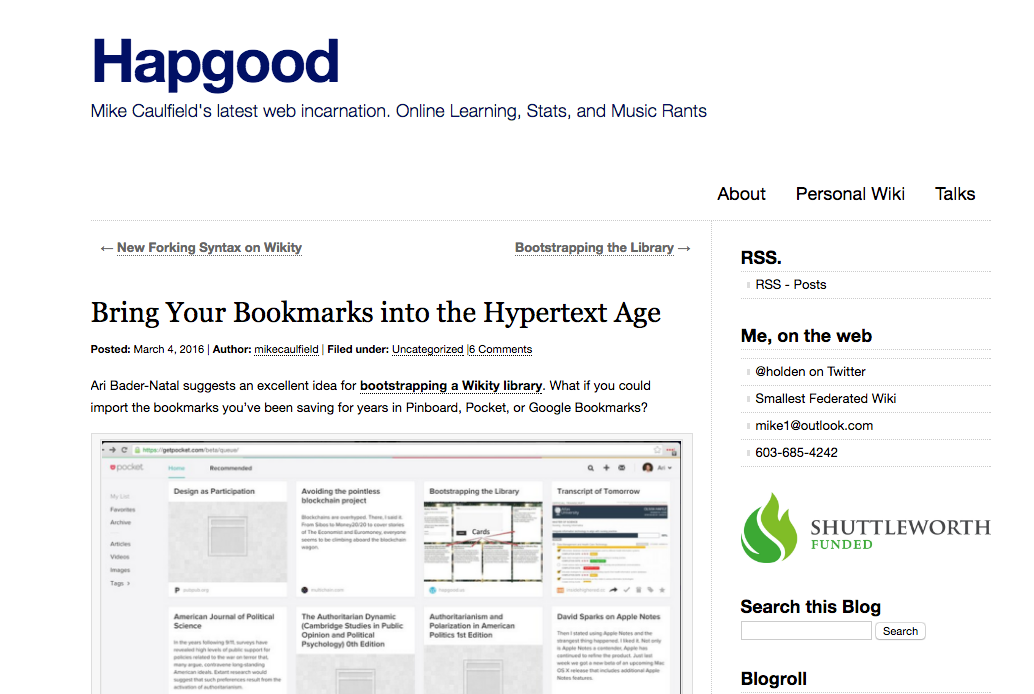 Hapgood
Mike Caulfield's latest web incarnation. Online Learning, Stats, and Music Rants
About Personal Wiki Talks
← New Forking Syntax on Wikity
Bootstrapping the Library →
Bring Your Bookmarks into the Hypertext Age
Posted: March 4, 2016 | Author: mikecaulfield | Filed under: Uncategorized |6 Comments
Ari Bader-Natal suggests an excellent idea for bootstrapping a Wikity library. What if you could
import the bookmarks you've been saving for years in Pinboard, Pocket, or Google Bookmarks?
https://getpocket.com/beta/queue/
pocket
Home
Recommended
Ari
My List
Favorites
Archive
Articles
Videos
Images
Tags >
Design as Participation
Avoiding the pointless
blockchain project
Blockchains are overhyped. There, I said it.
From Sibos to Money20/20 to cover stories
of The Economist and Euromoney, everyone
seems to be climbing aboard the blockchain
wagon.
multichain.com
Bootstrapping the Library
Cards
hapgood.us
Transcript of Tomorrow
American Journal of Political
Science
In the years following 9/11, surveys have
revealed high levels of public support for
policies related to the war on terror that,
many argue, contravene long-standing
American ideals. Extant research would
suggest that such preferences result from the
activation of authoritarianism.
The Authoritarian Dynamic
(Cambridge Studies in Public
Opinion and Political
Psychology) 0th Edition
Authoritarianism and
Polarization in American
Politics 1st Edition
David Sparks on Apple Notes
Then I stated using Apple Notes and the
strangest thing happened. I liked it. Not only
is Apple Notes a contender, Apple has
continued to refine the product. Just last
week we got a new beta of an upcoming Mac
OS X release that includes additional Apple
Notes features.
RSS.
RSS - Posts
Me, on the web
@holden on Twitter
Smallest Federated Wiki
mike1@outlook.com
603-685-4242
SHUTTLEWORTH
FUNDED
Search this Blog
Search
Blogroll